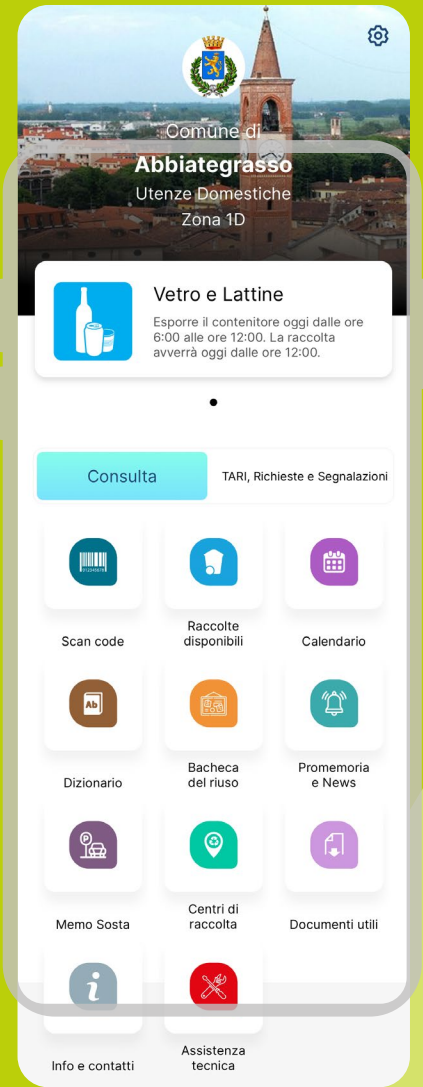 Comune di
Abbiategrasso
Utenze Domestiche
Zona 1D
Vetro e Lattine
Esporre il contenitore oggi dalle ore
6:00 alle ore 12:00. La raccolta
avverrà oggi dalle ore 12:00.
Consulta
TARI, Richieste e Segnalazioni
Scan code
Raccolte
disponibili
Calendario
Ab
Dizionario
Bacheca
del riuso
Promemoria
e News
P
Memo Sosta
Centri di
raccolta
Documenti utili
i
Info e contatti
Assistenza
tecnica